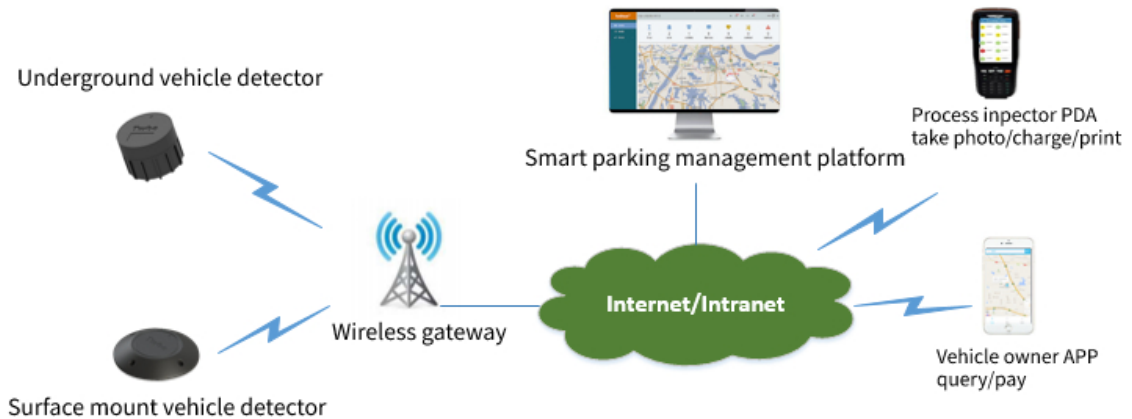 Underground vehicle detector
Smart parking management platform
Process inpector PDA
take photo/charge/print
Wireless gateway
Internet/Intranet
Vehicle owner APP
query/pay
Surface mount vehicle detector